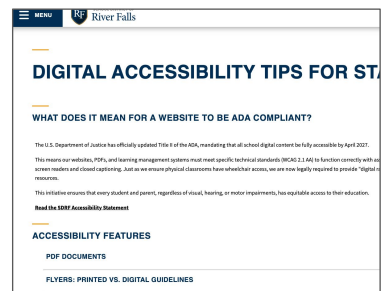 MENU
RF River Falls
DIGITAL ACCESSIBILITY TIPS FOR STA
WHAT DOES IT MEAN FOR A WEBSITE TO BE ADA COMPLIANT?
The U.S. Department of Justice has officially updated Title II of the ADA, mandating that all school digital content be fully accessible by April 2027.
This means our websites, PDFs, and learning management systems must meet specific technical standards (WCAG 2.1 AA) to function correctly with as
screen readers and closed captioning. Just as we ensure physical classrooms have wheelchair access, we are now legally required to provide "digital r
resources.
This initiative ensures that every student and parent, regardless of visual, hearing, or motor impairments, has equitable access to their education.
Read the SDRF Accessibility Statement
ACCESSIBILITY FEATURES
PDF DOCUMENTS
FLYERS: PRINTED VS. DIGITAL GUIDELINES